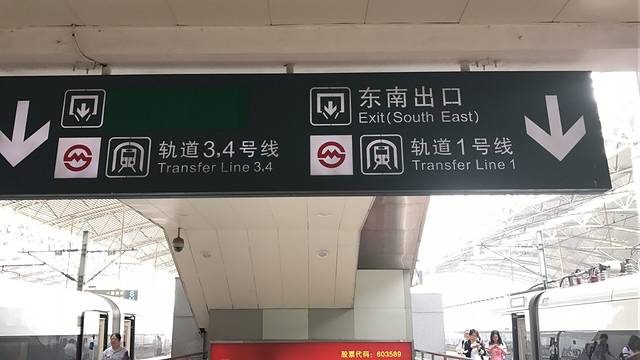 东南出口
Exit(South East)
轨道3,4号线
Transfer Line 3.4
轨道1号线
Transfer Line 1
股票代码：603589